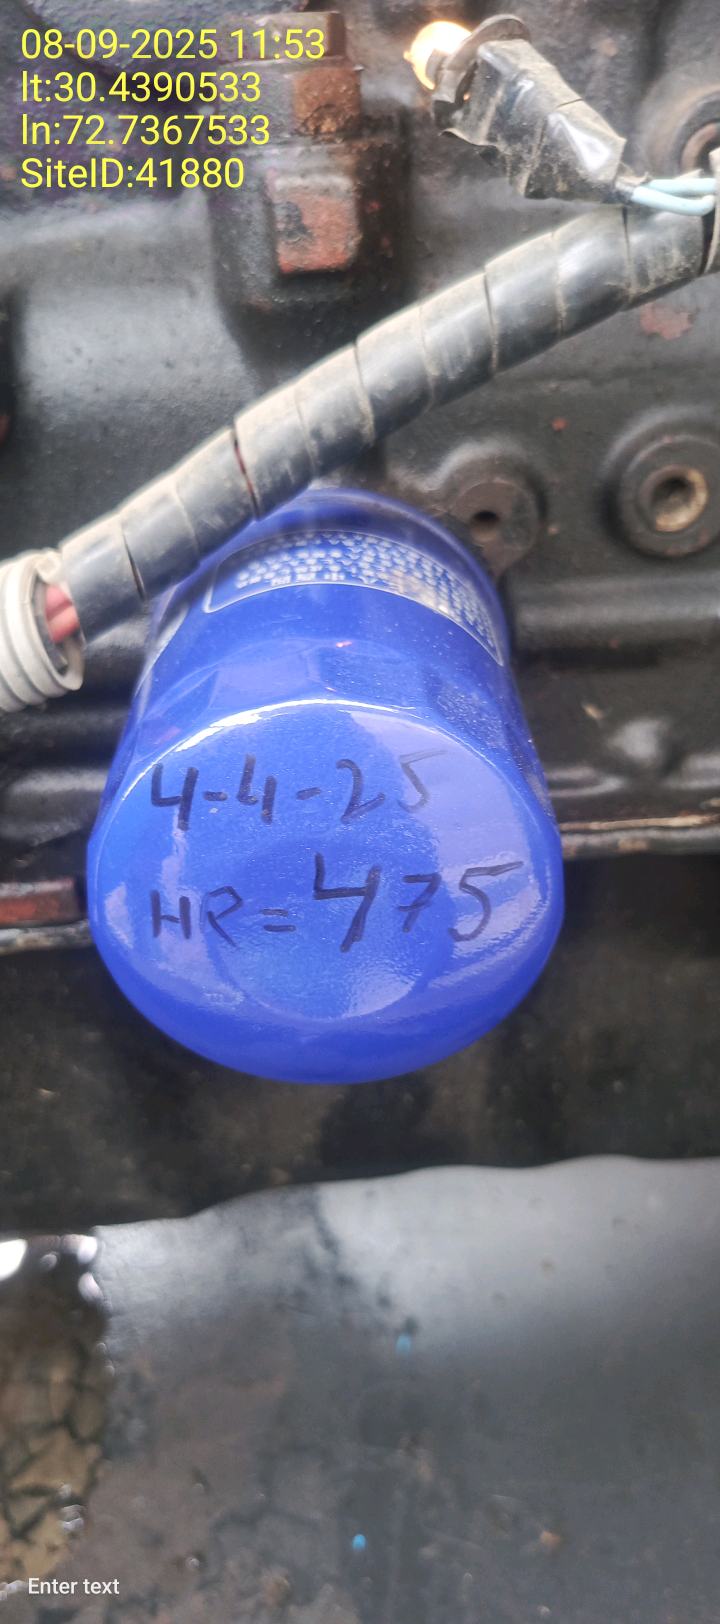 08-09-2025 11:53
lt:30.4390533
ln:72.7367533
SiteID:41880
4-4-25
HR=475
Enter text